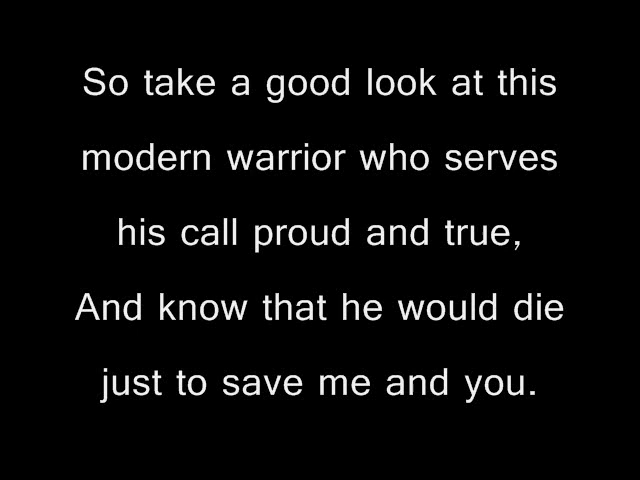 So take a good look at this
modern warrior who serves
his call proud and true,
And know that he would die
just to save me and you.